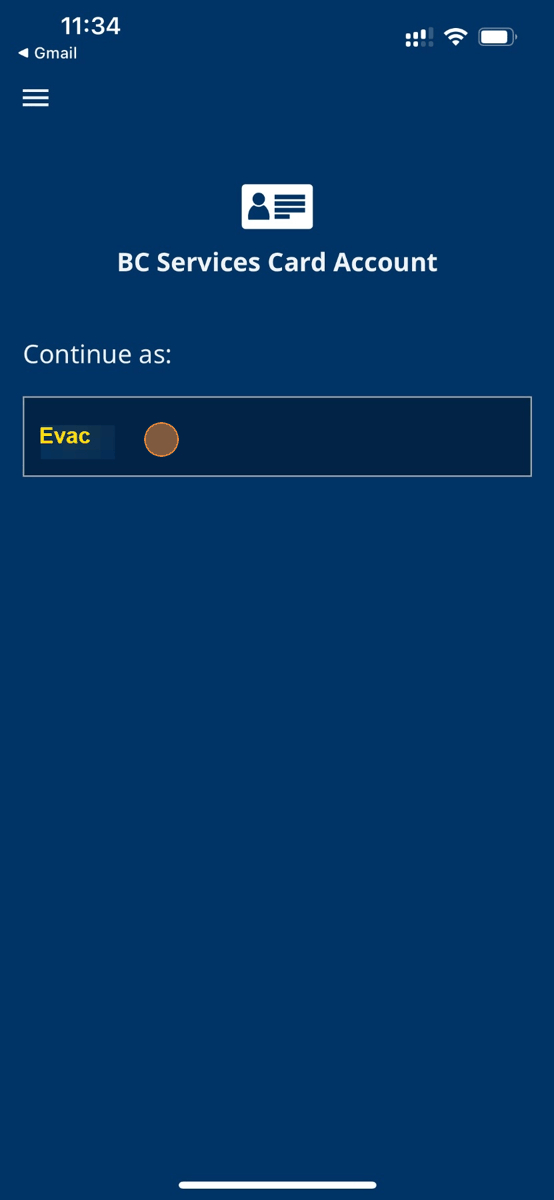 11:34
◀ Gmail
BC Services Card Account
Continue as:
Evac